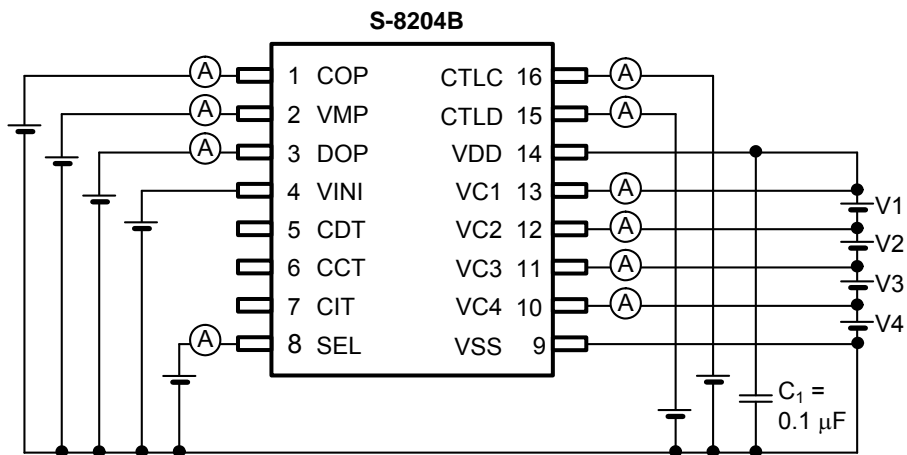 S-8204B
A 1 COP CTLC 16 A
A 2 VMP CTLD 15 A
A 3 DOP VDD 14
4 VINI VC1 13 A
V1
5 CDT VC2 12 A
V2
6 CCT VC3 11 A
V3
7 CIT VC4 10 A
V4
A 8 SEL VSS 9
C₁ =
0.1 μF